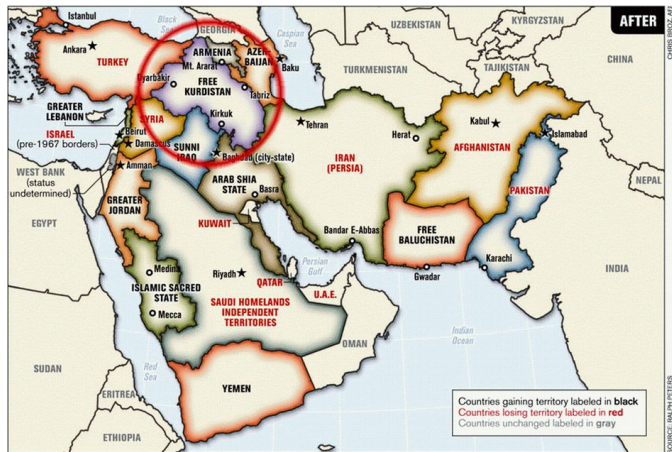 AFTER
CHRIS BROZ, AFJ
Istanbul
Black
Sea
GEORGIA
Caspian
Sea
UZBEKISTAN
KYRGYZSTAN
Ankara
TURKEY
ARMENIA
Mt. Ararat
AZER-
BAIJAN
Baku
TURKMENISTAN
TAJIKISTAN
CHINA
Dyarbakir
FREE
KURDISTAN
Tabriz
GREATER
LEBANON
SYRIA
Kirkuk
Tehran
Herat
Kabul
Islamabad
Beirut
ISRAEL
(pre-1967 borders)
Damascus
SUNNI
IRAQ
Baghdad (city-state)
IRAN
(PERSIA)
AFGHANISTAN
WEST BANK
(status
undetermined)
Amman
ARAB SHIA
STATE
Basra
PAKISTAN
NEPAL
GREATER
JORDAN
EGYPT
KUWAIT
Bandar E-Abbas
FREE
BALUCHISTAN
Karachi
Gwadar
INDIA
Medina
Riyadh
Persian
Gulf
QATAR
U.A.E.
ISLAMIC SACRED
STATE
Mecca
SAUDI HOMELANDS
INDEPENDENT
TERRITORIES
OMAN
Indian
Ocean
SUDAN
Red
Sea
YEMEN
ERITREA
ETHIOPIA
Countries gaining territory labeled in black
Countries losing territory labeled in red
Countries unchanged labeled in gray
SOURCE: RALPH PETERS